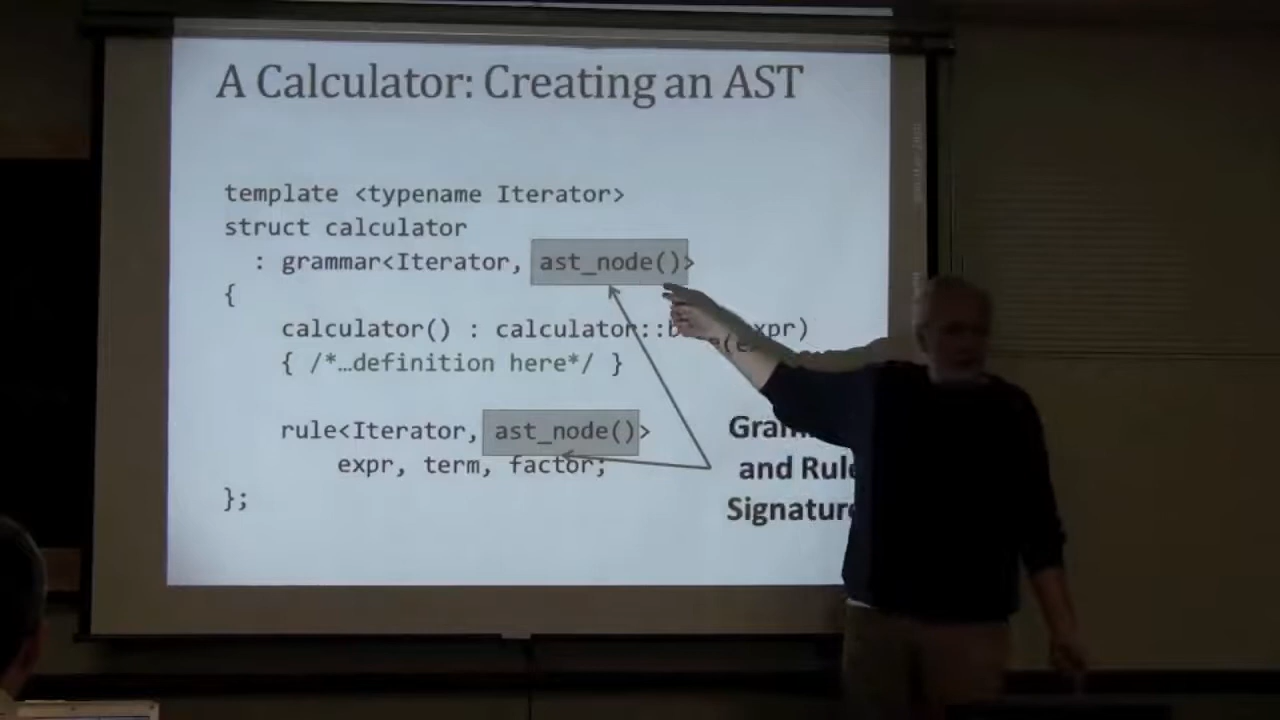 A Calculator: Creating an AST
template <typename Iterator>
struct calculator
: grammar<Iterator, ast_node()>
{
calculator() : calculator::base(expr)
{ /*…definition here*/ }
rule<Iterator, ast_node()>
expr, term, factor;
};
and Rule
Signature